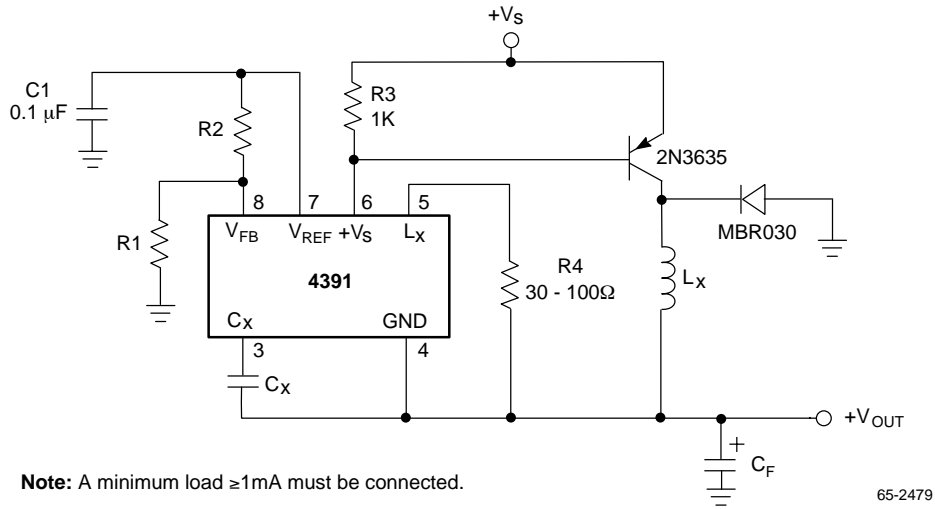 +VS
C1
0.1 μF
R2
R3
1K
2N3635
8 7 6 5
R1
VFB VREF +VS LX
MBR030
4391
R4
30 - 100Ω
LX
CX GND
3 4
CX
+VOUT
+
CF
Note: A minimum load ≥1mA must be connected.
65-2479